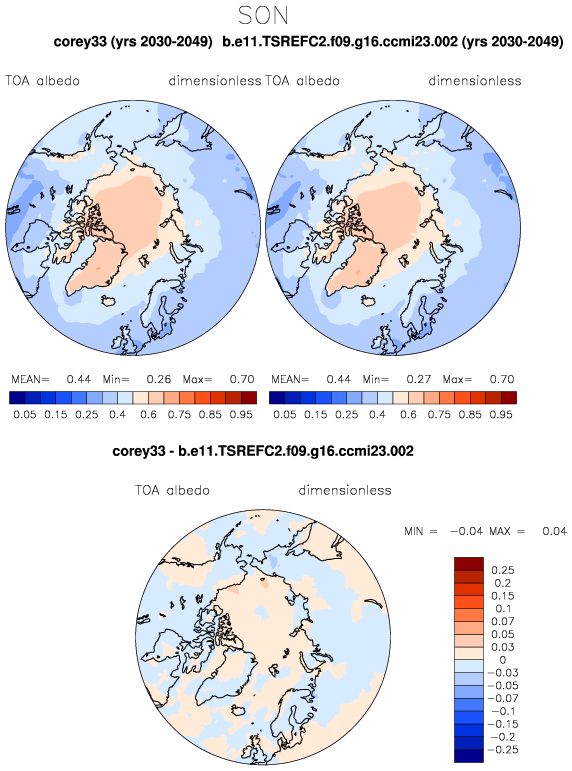 SON
corey33 (yrs 2030-2049) b.e11.TSREFC2.f09.g16.ccmi23.002 (yrs 2030-2049)
TOA albedo dimensionless TOA albedo dimensionless
MEAN= 0.44 Min= 0.26 Max= 0.70 MEAN= 0.44 Min= 0.27 Max= 0.70
0.05 0.15 0.25 0.4 0.6 0.75 0.85 0.95 0.05 0.15 0.25 0.4 0.6 0.75 0.85 0.95
corey33 - b.e11.TSREFC2.f09.g16.ccmi23.002
TOA albedo dimensionless
MIN = -0.04 MAX = 0.04
0.25
0.2
0.15
0.1
0.07
0.05
0.03
0
-0.03
-0.05
-0.07
-0.1
-0.15
-0.2
-0.25